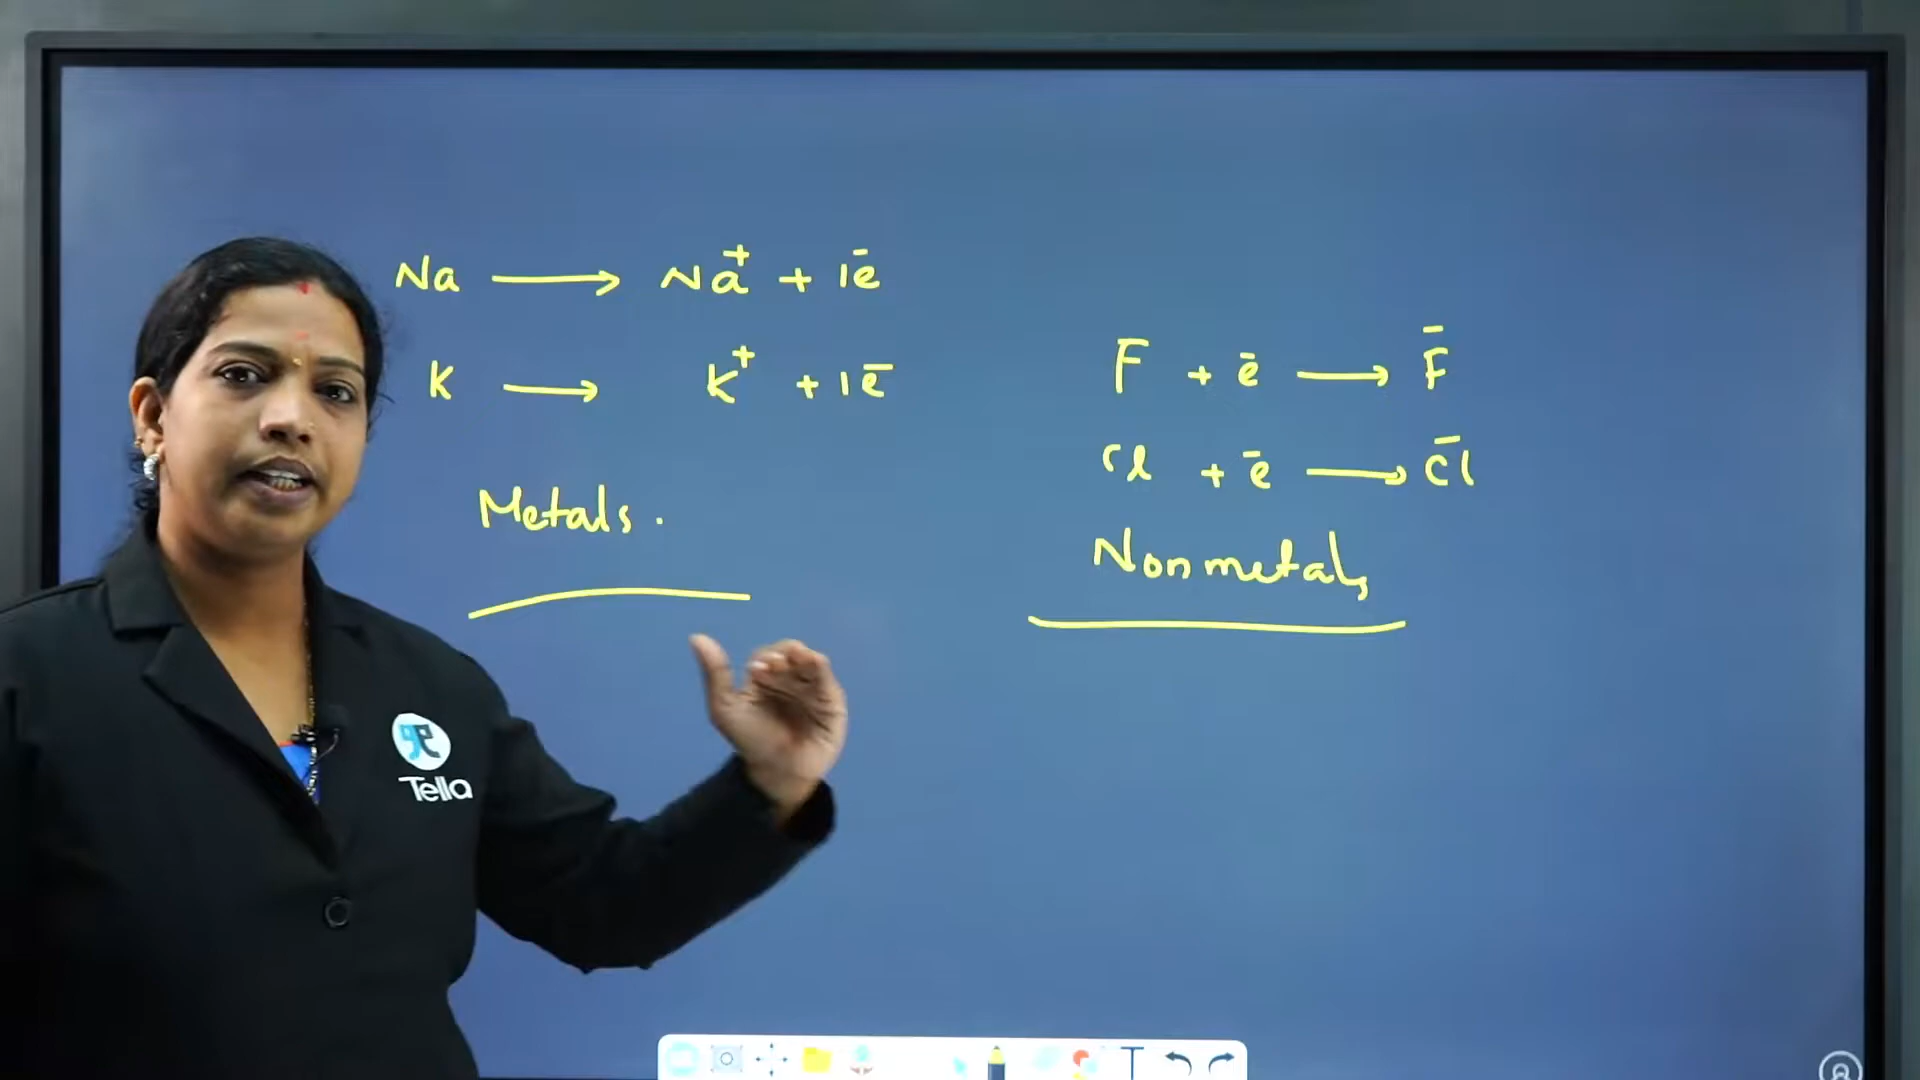 Na ⟶ Na⁺ + 1e⁻
K ⟶ K⁺ + 1e⁻
Metals.
F + e⁻ ⟶ F⁻
Cl + e⁻ ⟶ Cl⁻
Nonmetals
Tella